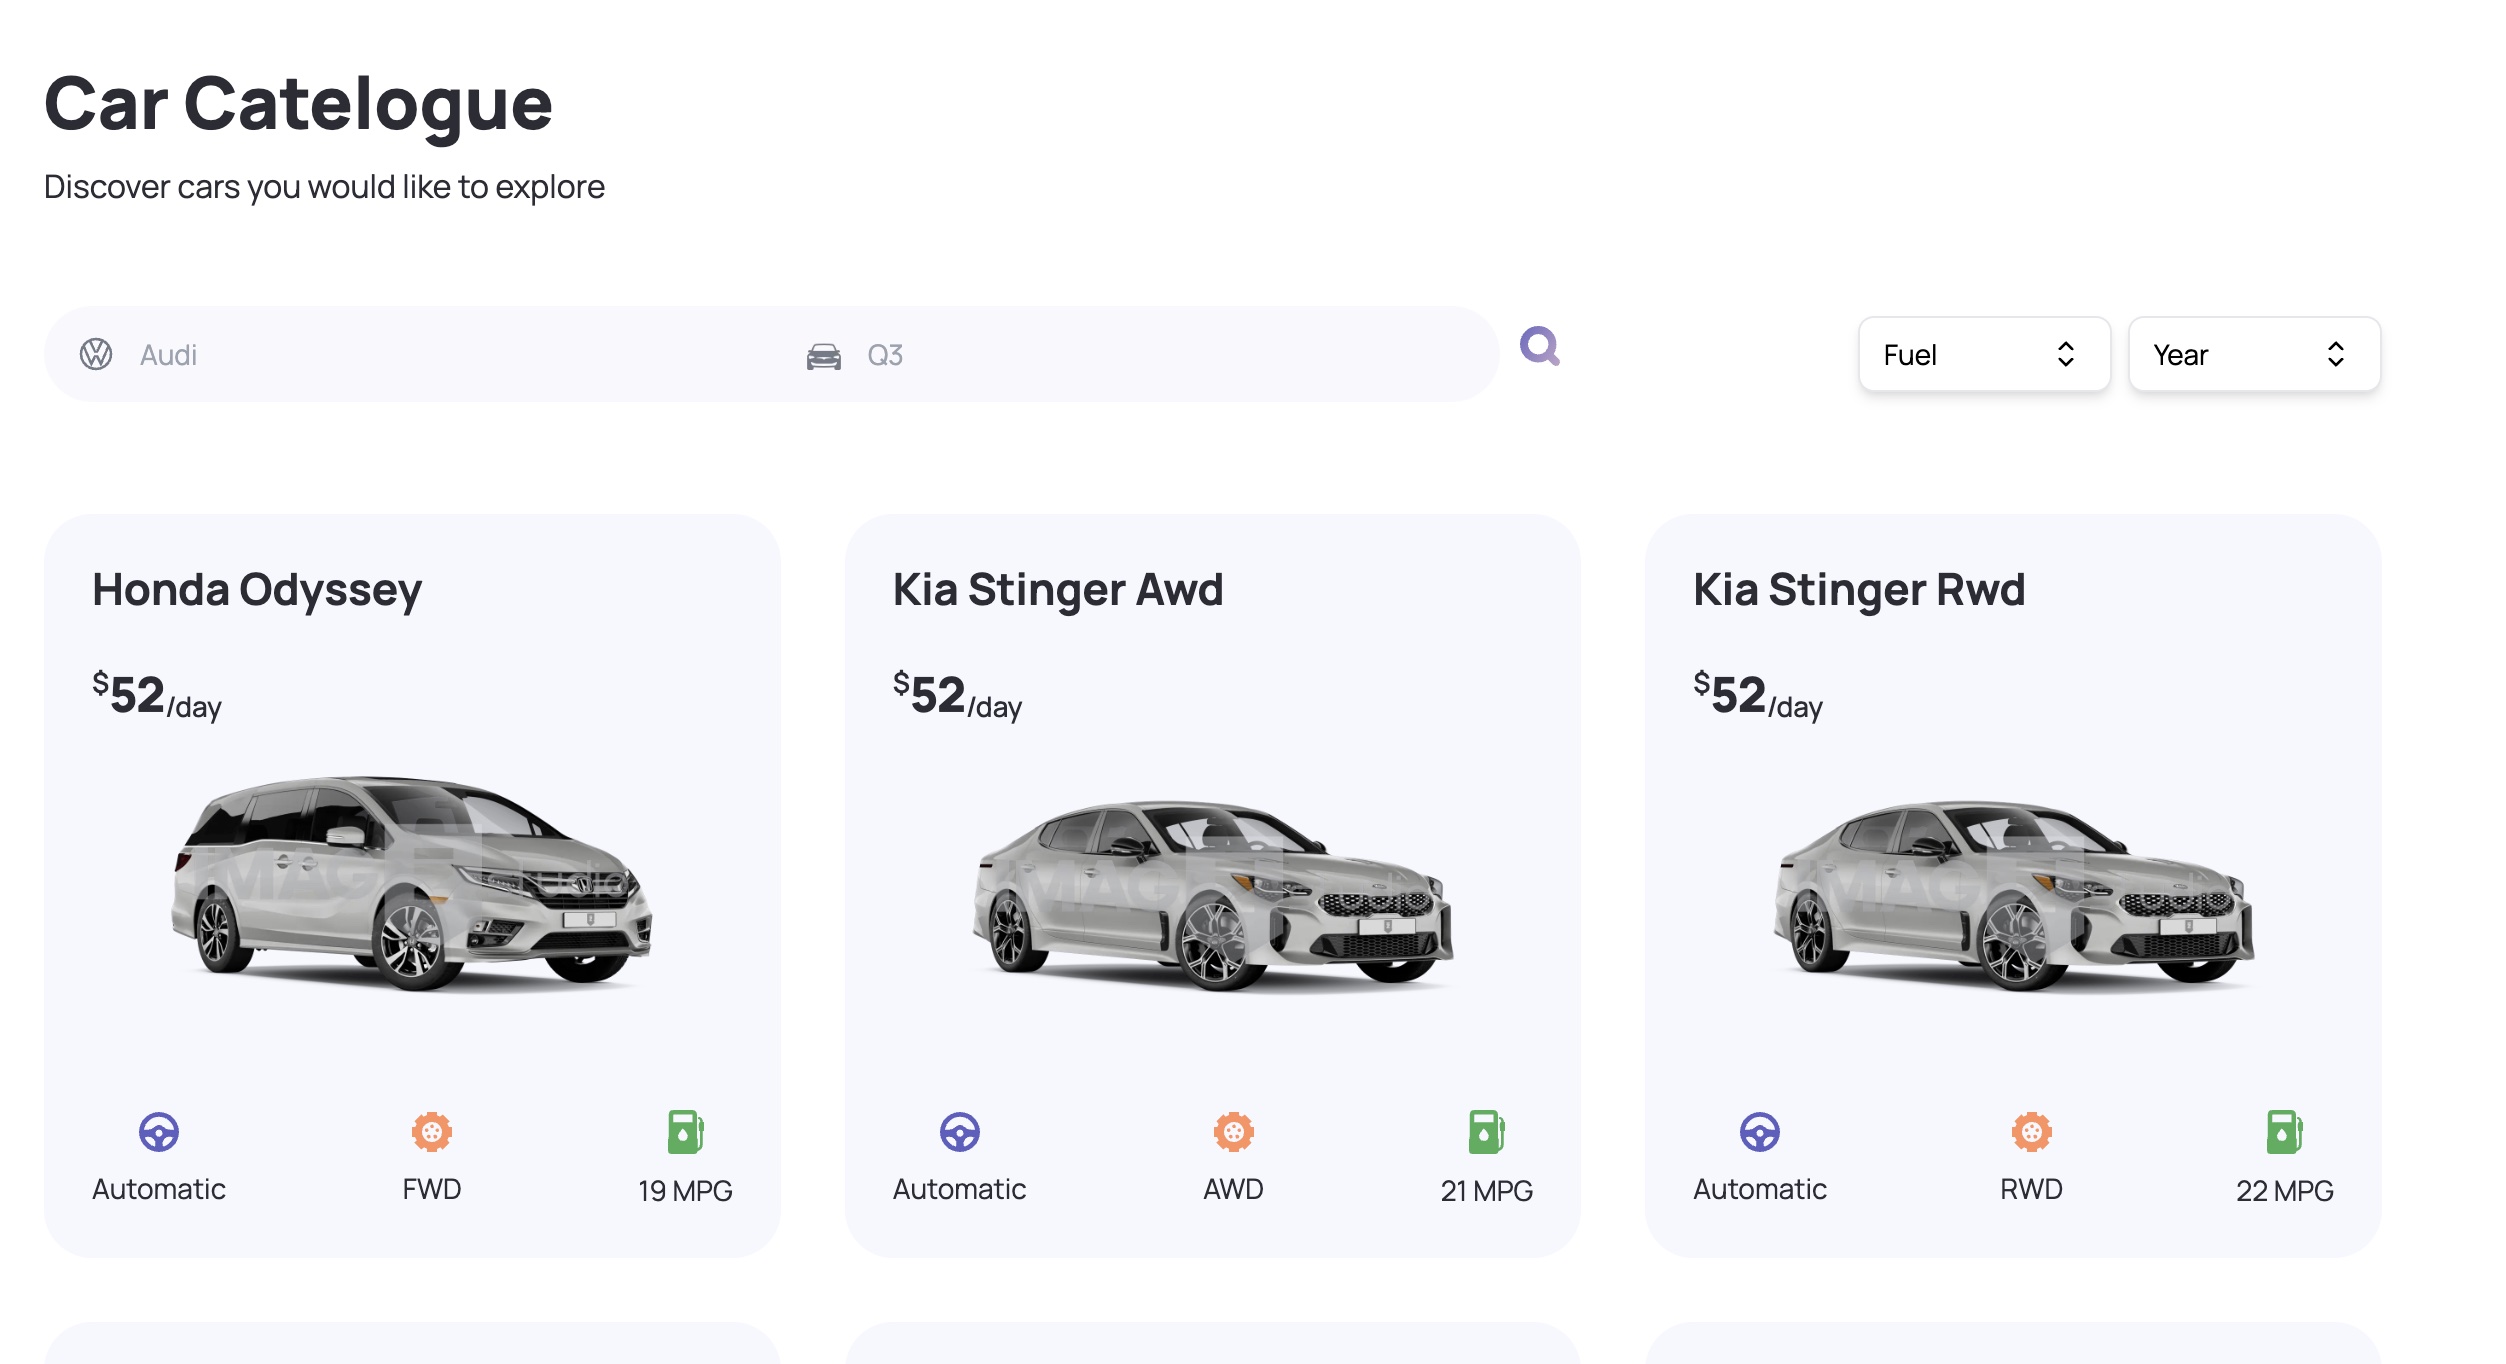 Car Catelogue
Discover cars you would like to explore
Audi
Q3
Fuel
Year
Honda Odyssey
$52/day
Automatic
FWD
19 MPG
Kia Stinger Awd
$52/day
Automatic
AWD
21 MPG
Kia Stinger Rwd
$52/day
Automatic
RWD
22 MPG